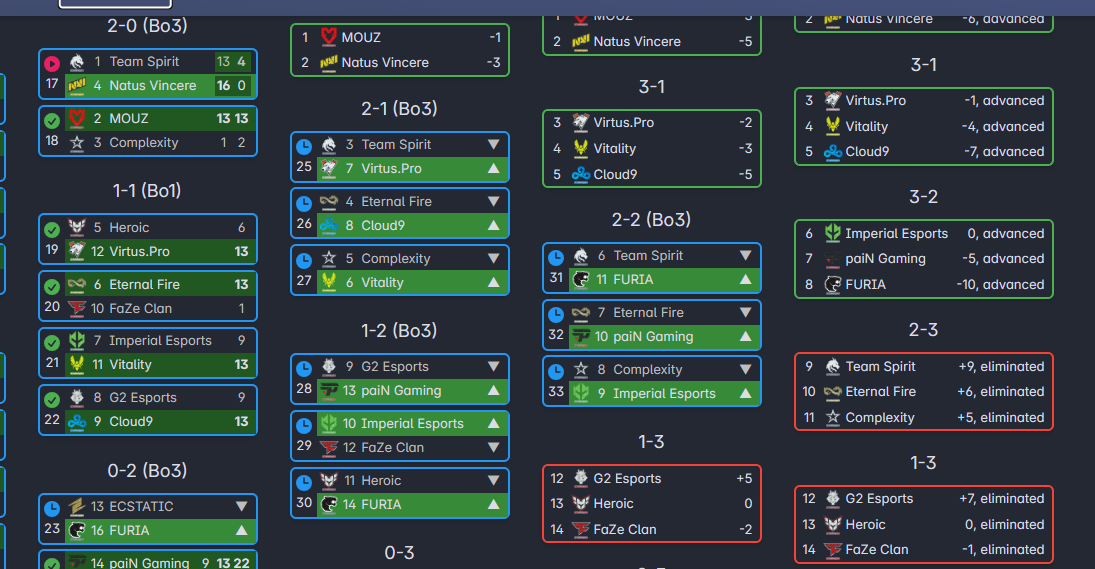 2-0 (Bo3)
1 Team Spirit 13 4
17 4 Natus Vincere 16 0
2 MOUZ 13 13
18 3 Complexity 1 2
1-1 (Bo1)
5 Heroic 6
19 12 Virtus.Pro 13
6 Eternal Fire 13
20 10 FaZe Clan 1
7 Imperial Esports 9
21 11 Vitality 13
8 G2 Esports 9
22 9 Cloud9 13
0-2 (Bo3)
13 ECSTATIC ▼
23 16 FURIA ▲
14 paiN Gaming 9 13 22
1 MOUZ -1
2 Natus Vincere -3
2-1 (Bo3)
3 Team Spirit ▼
25 7 Virtus.Pro ▲
4 Eternal Fire ▼
26 8 Cloud9 ▲
5 Complexity ▼
27 6 Vitality ▲
1-2 (Bo3)
9 G2 Esports ▼
28 13 paiN Gaming ▲
10 Imperial Esports ▲
29 12 FaZe Clan ▼
11 Heroic ▼
30 14 FURIA ▲
0-3
1 MOUZ
2 Natus Vincere -5
3-1
3 Virtus.Pro -2
4 Vitality -3
5 Cloud9 -5
2-2 (Bo3)
6 Team Spirit ▼
31 11 FURIA ▲
7 Eternal Fire ▼
32 10 paiN Gaming ▲
8 Complexity ▼
33 9 Imperial Esports ▲
1-3
12 G2 Esports +5
13 Heroic 0
14 FaZe Clan -2
2 Natus Vincere -6, advanced
3-1
3 Virtus.Pro -1, advanced
4 Vitality -4, advanced
5 Cloud9 -7, advanced
3-2
6 Imperial Esports 0, advanced
7 paiN Gaming -5, advanced
8 FURIA -10, advanced
2-3
9 Team Spirit +9, eliminated
10 Eternal Fire +6, eliminated
11 Complexity +5, eliminated
1-3
12 G2 Esports +7, eliminated
13 Heroic 0, eliminated
14 FaZe Clan -1, eliminated